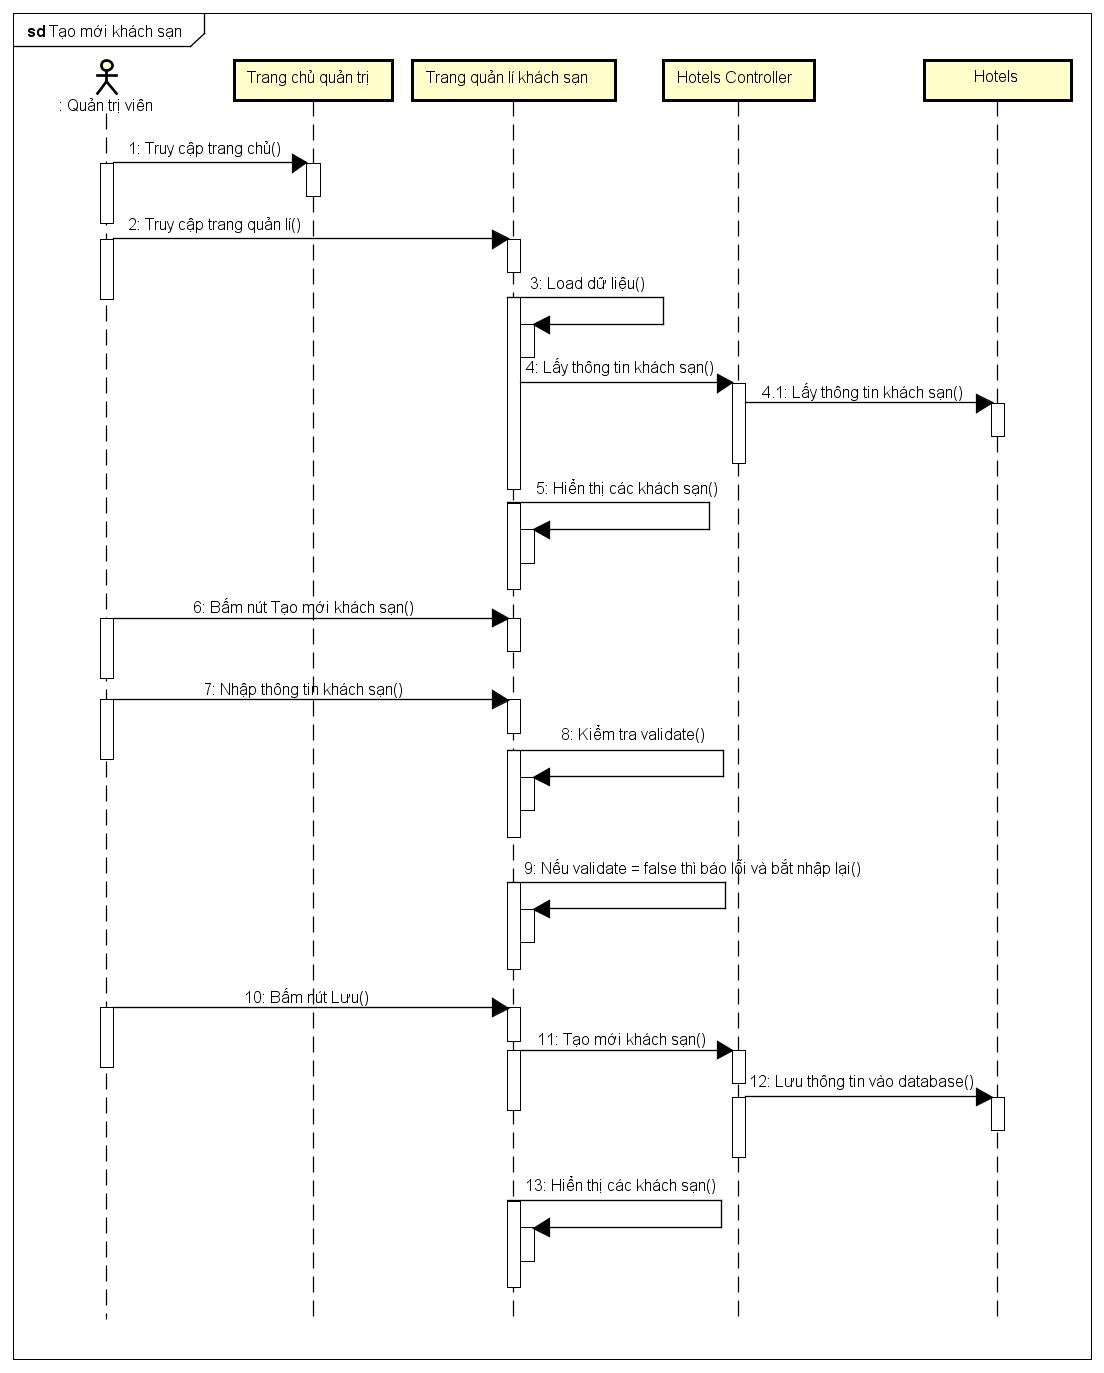 sd Tạo mới khách sạn
: Quản trị viên
Trang chủ quản trị
Trang quản lí khách sạn
Hotels Controller
Hotels
1: Truy cập trang chủ()
2: Truy cập trang quản lí()
3: Load dữ liệu()
4: Lấy thông tin khách sạn()
4.1: Lấy thông tin khách sạn()
5: Hiển thị các khách sạn()
6: Bấm nút Tạo mới khách sạn()
7: Nhập thông tin khách sạn()
8: Kiểm tra validate()
9: Nếu validate = false thì báo lỗi và bắt nhập lại()
10: Bấm nút Lưu()
11: Tạo mới khách sạn()
12: Lưu thông tin vào database()
13: Hiển thị các khách sạn()